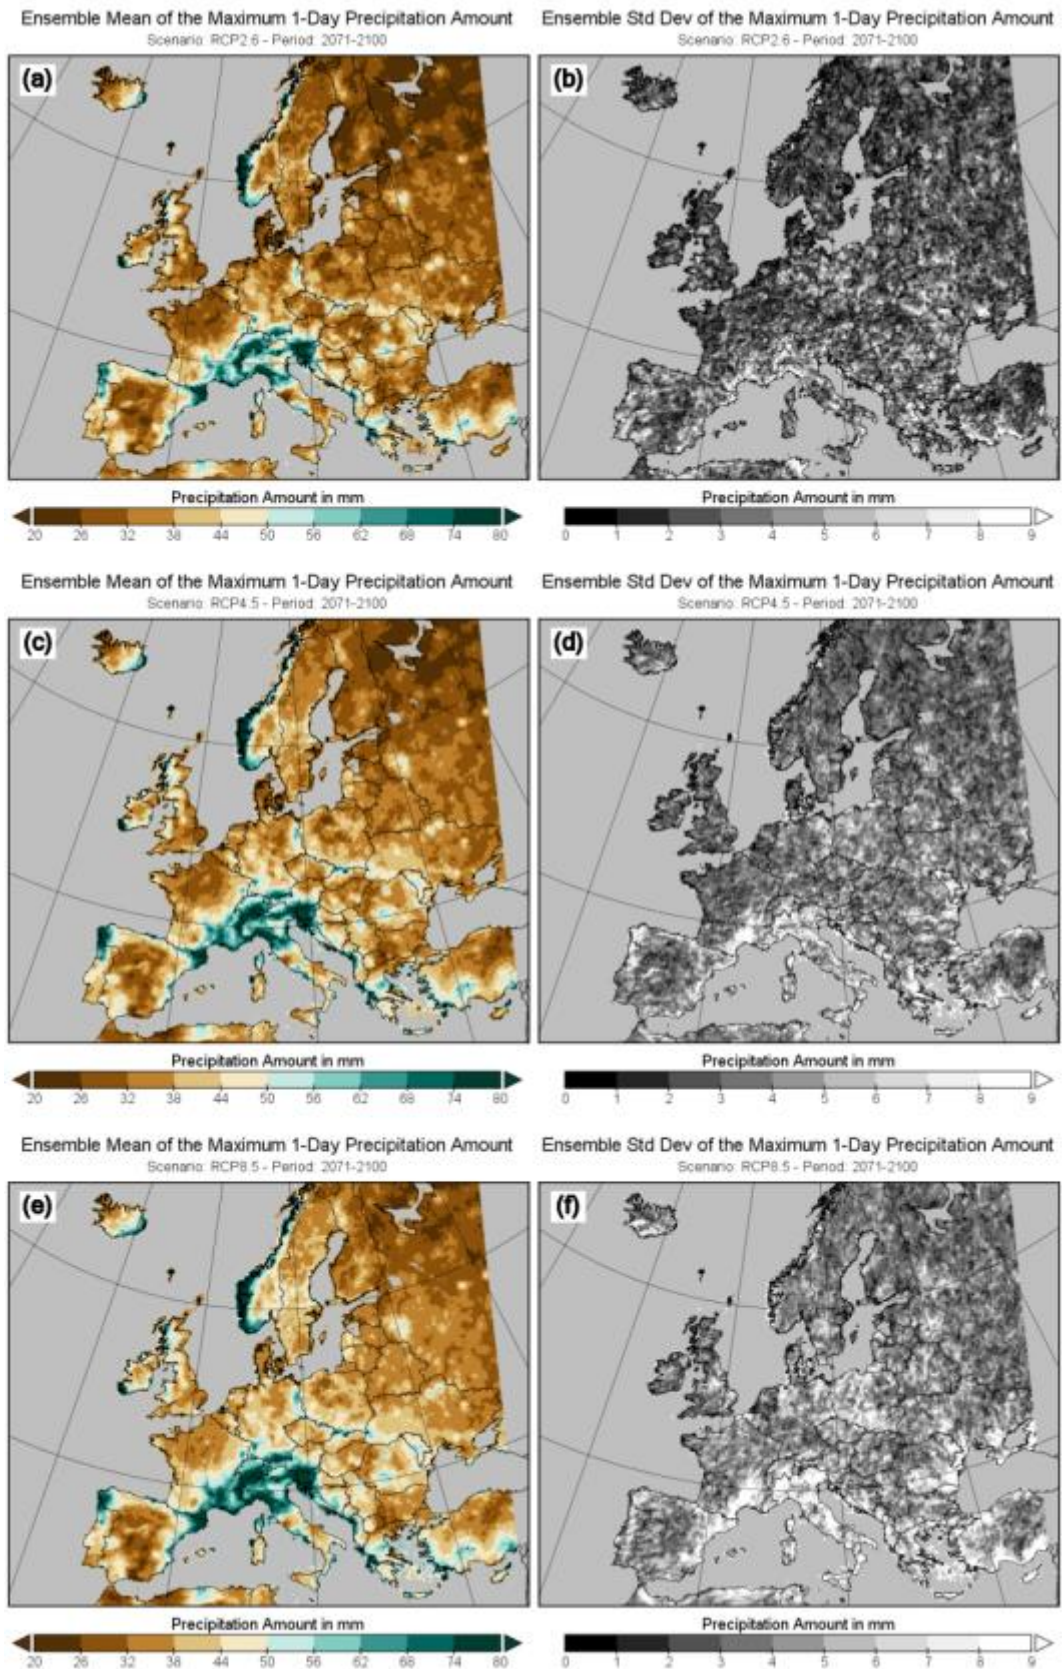 Ensemble Mean of the Maximum 1-Day Precipitation Amount
Scenario: RCP2.6 - Period: 2071-2100
(a)
Precipitation Amount in mm
20 26 32 38 44 50 56 62 68 74 80
Ensemble Std Dev of the Maximum 1-Day Precipitation Amount
Scenario: RCP2.6 - Period: 2071-2100
(b)
Precipitation Amount in mm
0 1 2 3 4 5 6 7 8 9
Ensemble Mean of the Maximum 1-Day Precipitation Amount
Scenario: RCP4.5 - Period: 2071-2100
(c)
Precipitation Amount in mm
20 26 32 38 44 50 56 62 68 74 80
Ensemble Std Dev of the Maximum 1-Day Precipitation Amount
Scenario: RCP4.5 - Period: 2071-2100
(d)
Precipitation Amount in mm
0 1 2 3 4 5 6 7 8 9
Ensemble Mean of the Maximum 1-Day Precipitation Amount
Scenario: RCP8.5 - Period: 2071-2100
(e)
Precipitation Amount in mm
20 26 32 38 44 50 56 62 68 74 80
Ensemble Std Dev of the Maximum 1-Day Precipitation Amount
Scenario: RCP8.5 - Period: 2071-2100
(f)
Precipitation Amount in mm
0 1 2 3 4 5 6 7 8 9